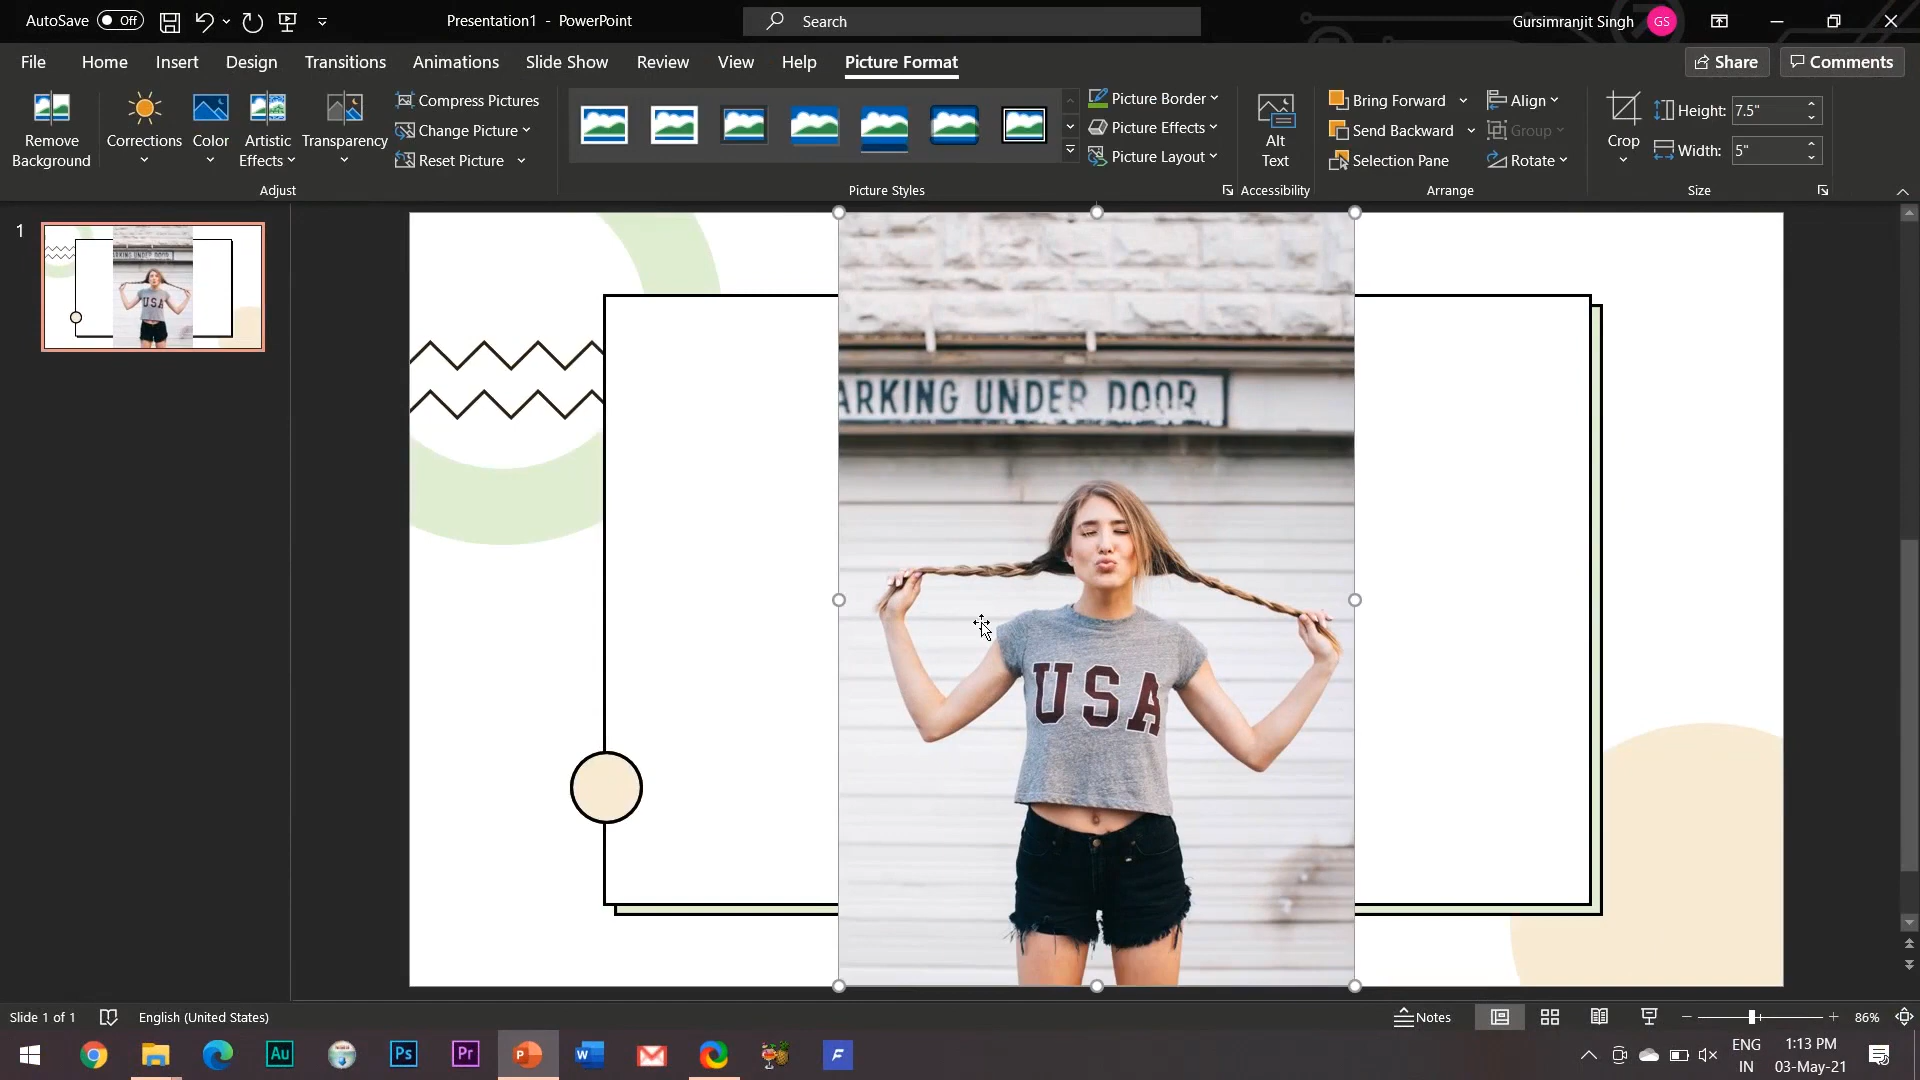 AutoSave Off Presentation1 - PowerPoint Search Gursimranjit Singh GS
File Home Insert Design Transitions Animations Slide Show Review View Help Picture Format Share Comments
Remove Background
Corrections
Color
Artistic Effects
Transparency
Compress Pictures
Change Picture
Reset Picture
Adjust
Picture Styles
Picture Border
Picture Effects
Picture Layout
Alt Text
Accessibility
Bring Forward
Send Backward
Selection Pane
Align
Group
Rotate
Arrange
Crop
Height: 7.5"
Width: 5"
Size
1
ARKING UNDER DOOR
USA
Slide 1 of 1 English (United States) Notes 86%
Au Ps Pr P W F
ENG
IN
1:13 PM
03-May-21